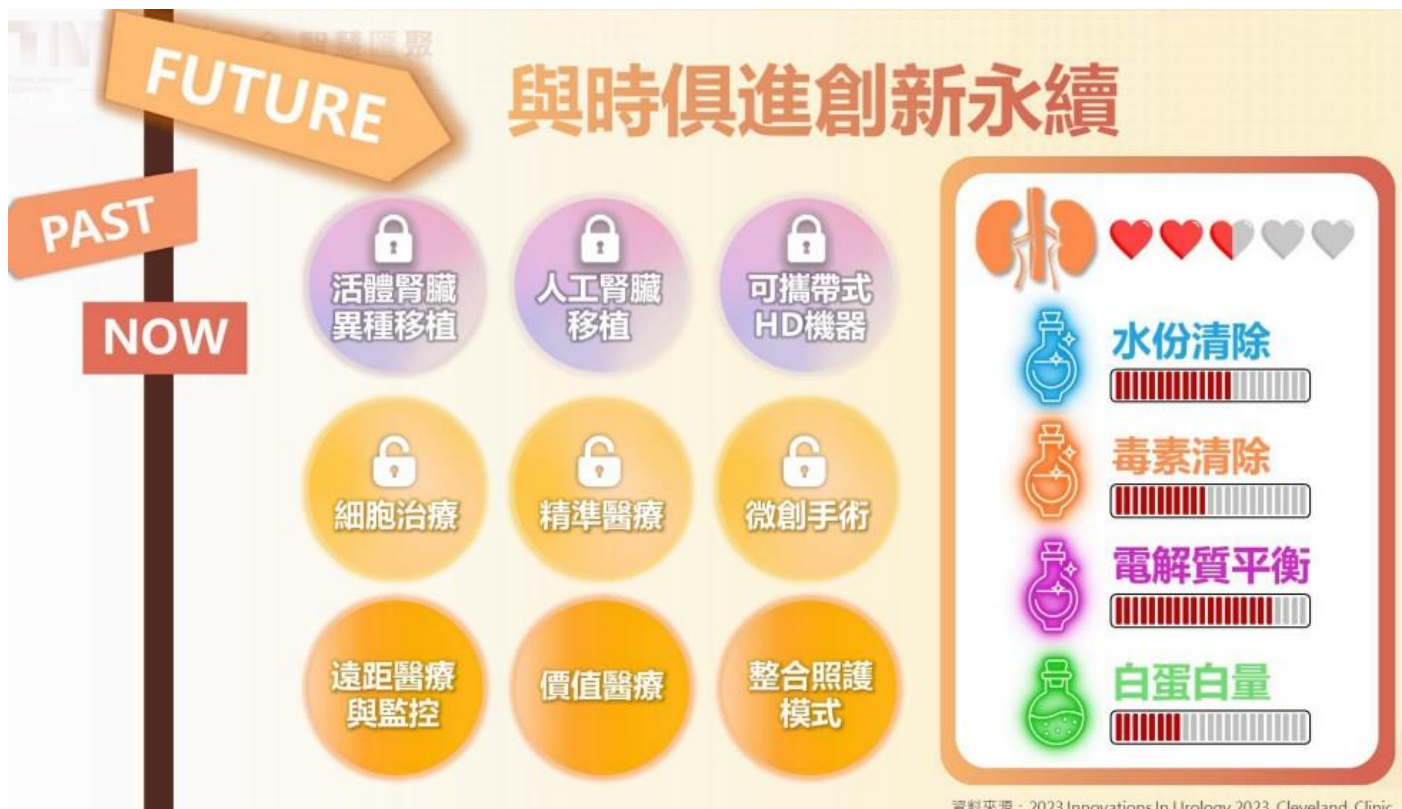 智慧匯聚
FUTURE
與時俱進創新永續
PAST
NOW
活體腎臟
異種移植
人工腎臟
移植
可攜帶式
HD機器
細胞治療
精準醫療
微創手術
遠距醫療
與監控
價值醫療
整合照護
模式
水份清除
毒素清除
電解質平衡
白蛋白量
資料來源：2023 Innovations In Urology 2023, Cleveland Clinic